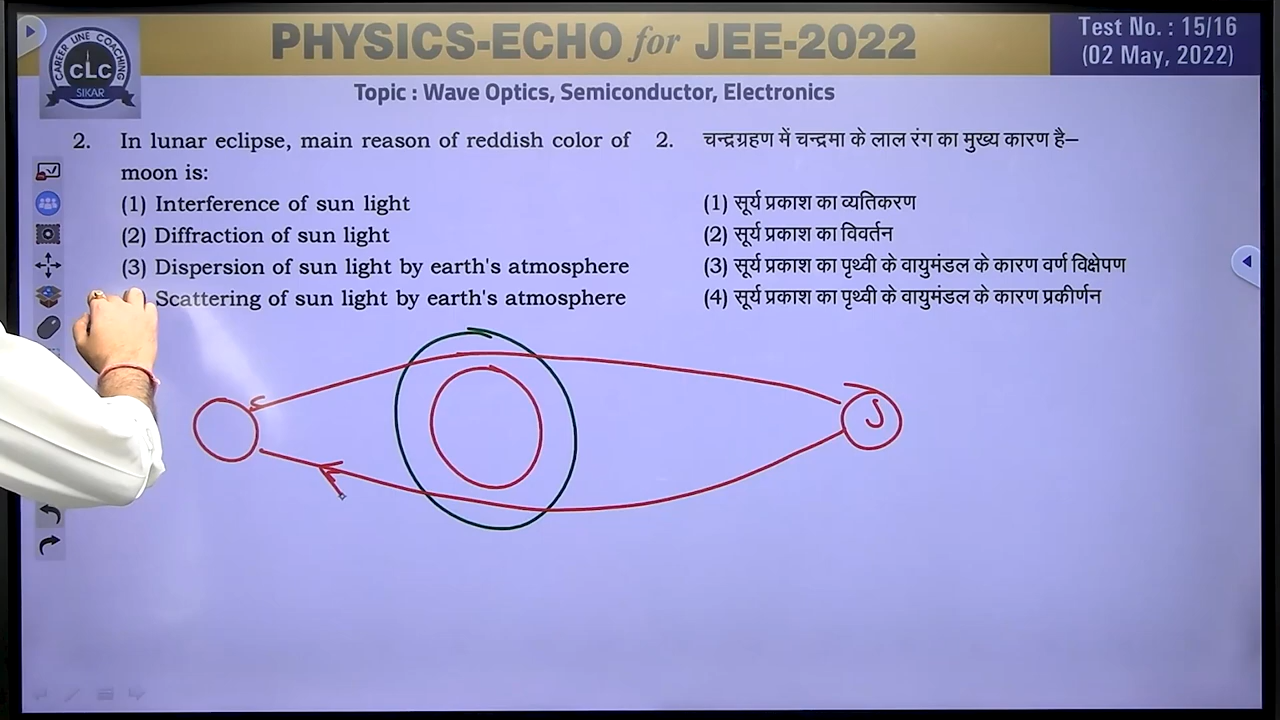 PHYSICS-ECHO for JEE-2022
Test No. : 15/16
(02 May, 2022)
CAREER LINE COACHING
CLC
SIKAR
Topic : Wave Optics, Semiconductor, Electronics
2. In lunar eclipse, main reason of reddish color of
moon is:
(1) Interference of sun light
(2) Diffraction of sun light
(3) Dispersion of sun light by earth's atmosphere
Scattering of sun light by earth's atmosphere
2. चन्द्रग्रहण में चन्द्रमा के लाल रंग का मुख्य कारण है–
(1) सूर्य प्रकाश का व्यतिकरण
(2) सूर्य प्रकाश का विवर्तन
(3) सूर्य प्रकाश का पृथ्वी के वायुमंडल के कारण वर्ण विक्षेपण
(4) सूर्य प्रकाश का पृथ्वी के वायुमंडल के कारण प्रकीर्णन
S